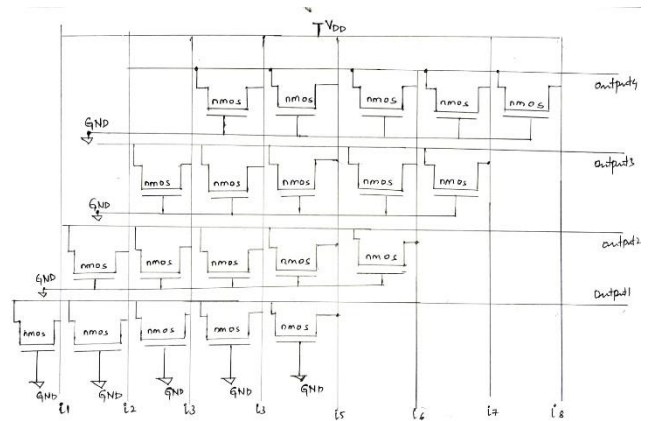 VDD
nmos nmos nmos nmos nmos
output4
GND
nmos nmos nmos nmos nmos
output3
GND
nmos nmos nmos nmos nmos
output2
GND
nmos nmos nmos nmos nmos
output1
GND GND GND GND GND
i1 i2 i3 i3 i5 i6 i7 i8